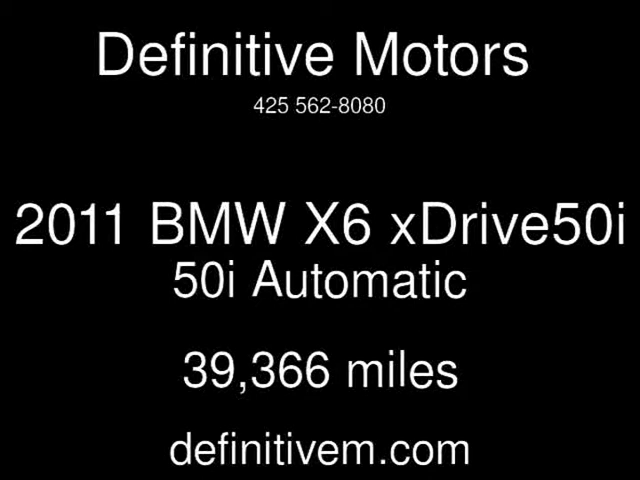 Definitive Motors
425 562-8080
2011 BMW X6 xDrive50i
50i Automatic
39,366 miles
definitivem.com